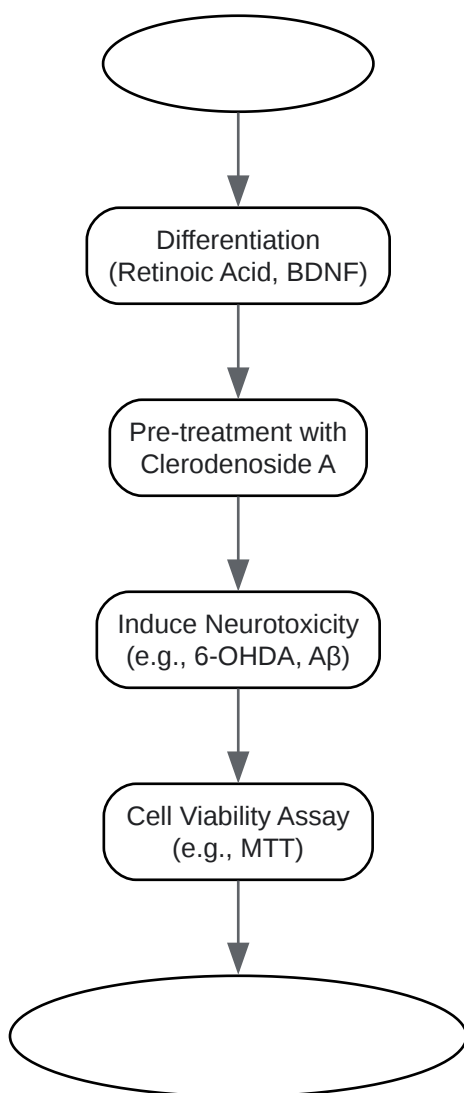 Differentiation
(Retinoic Acid, BDNF)
Pre-treatment with
Clerodenoside A
Induce Neurotoxicity
(e.g., 6-OHDA, Aβ)
Cell Viability Assay
(e.g., MTT)